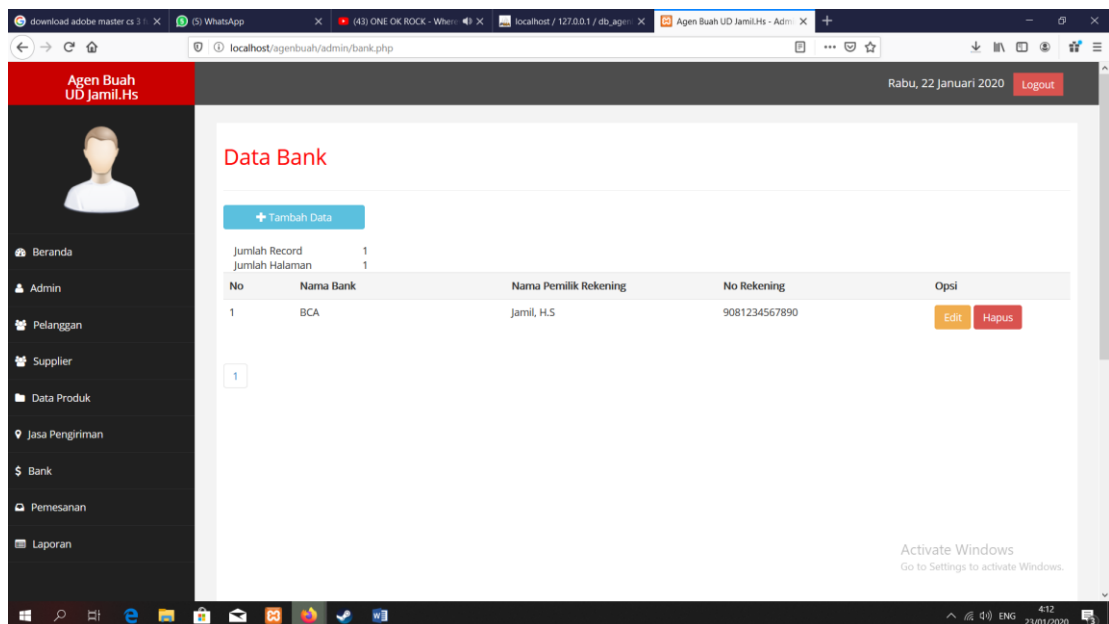 download adobe master cs 3 f
(5) WhatsApp
(43) ONE OK ROCK - Where
localhost / 127.0.0.1 / db_agen
Agen Buah UD Jamil.Hs - Admi
localhost/agenbuah/admin/bank.php
Agen Buah
UD Jamil.Hs
Rabu, 22 Januari 2020 Logout
Data Bank
Tambah Data
Jumlah Record 1
Jumlah Halaman 1
No Nama Bank Nama Pemilik Rekening No Rekening Opsi
1 BCA Jamil, H.S 9081234567890 Edit Hapus
1
Beranda
Admin
Pelanggan
Supplier
Data Produk
Jasa Pengiriman
$ Bank
Pemesanan
Laporan
Activate Windows
Go to Settings to activate Windows.
ENG
4:12
23/01/2020